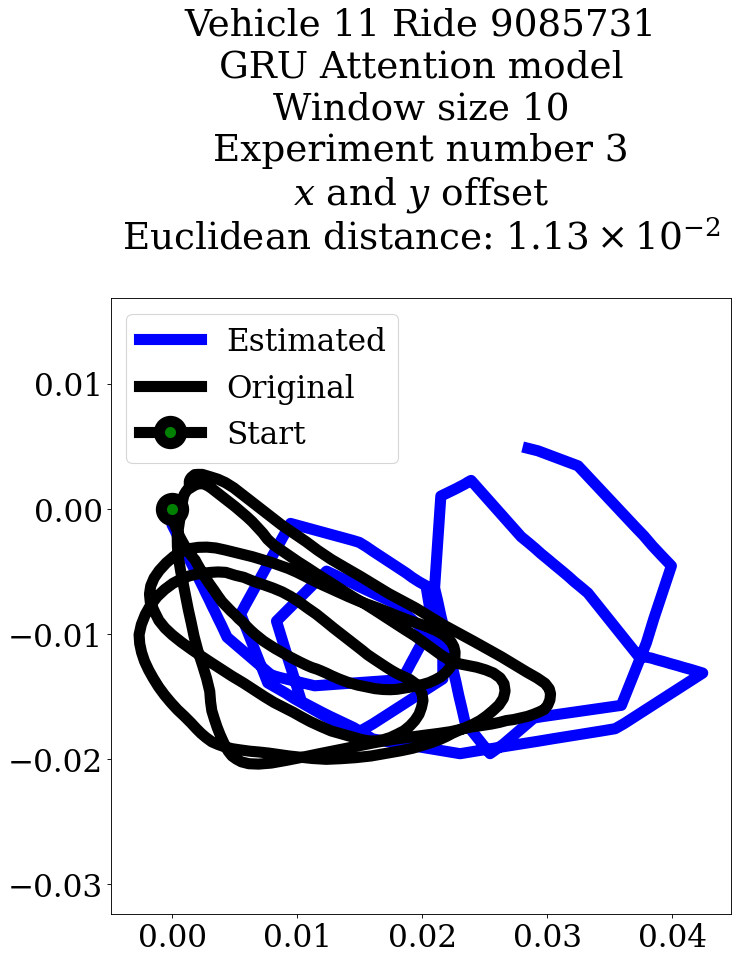 Vehicle 11 Ride 9085731
GRU Attention model
Window size 10
Experiment number 3
x and y offset
Euclidean distance: 1.13 × 10⁻²
Estimated
Original
Start
0.01
0.00
−0.01
−0.02
−0.03
0.00 0.01 0.02 0.03 0.04